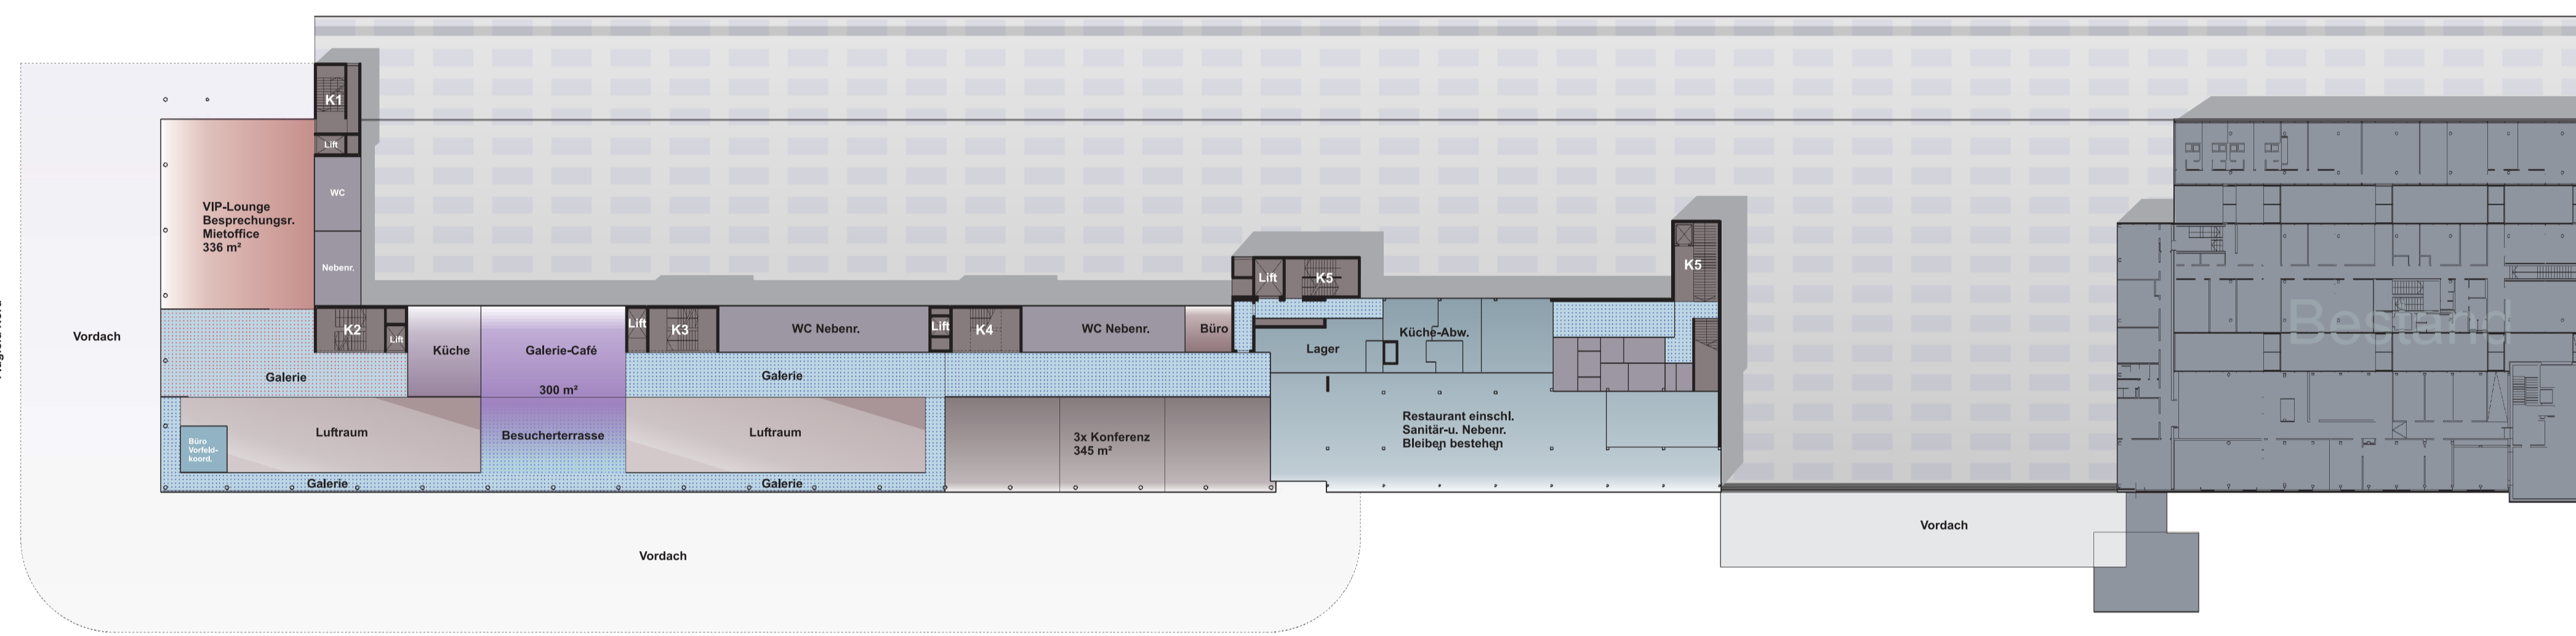 K1
Lift
WC
VIP-Lounge
Besprechungsr.
Mietoffice
336 m²
Nebenr.
Vordach
K2
Lift
Küche
Galerie-Café
300 m²
Lift
K3
WC Nebenr.
Lift
K4
WC Nebenr.
Büro
Lift
K5
K5
Lager
Küche-Abw.
Bestand
Galerie
Galerie
Luftraum
Besucherterrasse
Luftraum
3x Konferenz
345 m²
Restaurant einschl.
Sanitär-u. Nebenr.
Bleiben bestehen
Büro
Vorfeld-
koord.
Galerie
Galerie
Vordach
Vordach